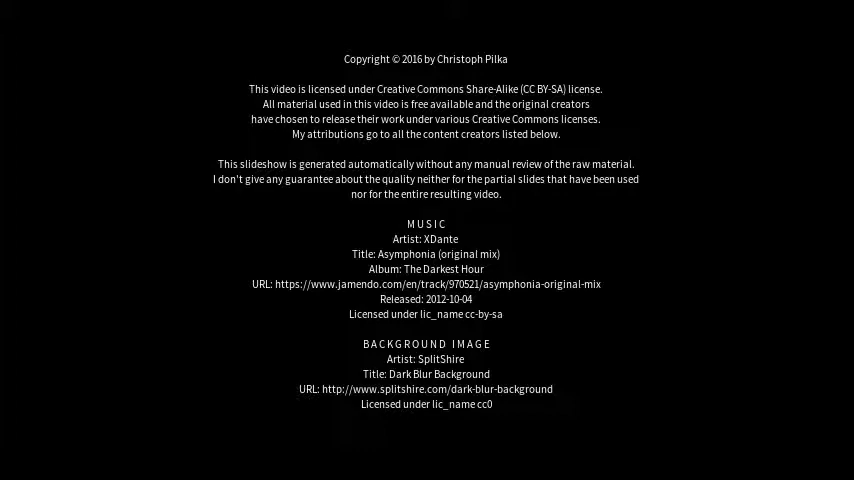 Copyright © 2016 by Christoph Pilka
This video is licensed under Creative Commons Share-Alike (CC BY-SA) license.
All material used in this video is free available and the original creators
have chosen to release their work under various Creative Commons licenses.
My attributions go to all the content creators listed below.
This slideshow is generated automatically without any manual review of the raw material.
I don't give any guarantee about the quality neither for the partial slides that have been used
nor for the entire resulting video.
MUSIC
Artist: XDante
Title: Asymphonia (original mix)
Album: The Darkest Hour
URL: https://www.jamendo.com/en/track/970521/asymphonia-original-mix
Released: 2012-10-04
Licensed under lic_name cc-by-sa
BACKGROUND IMAGE
Artist: SplitShire
Title: Dark Blur Background
URL: http://www.splitshire.com/dark-blur-background
Licensed under lic_name cc0